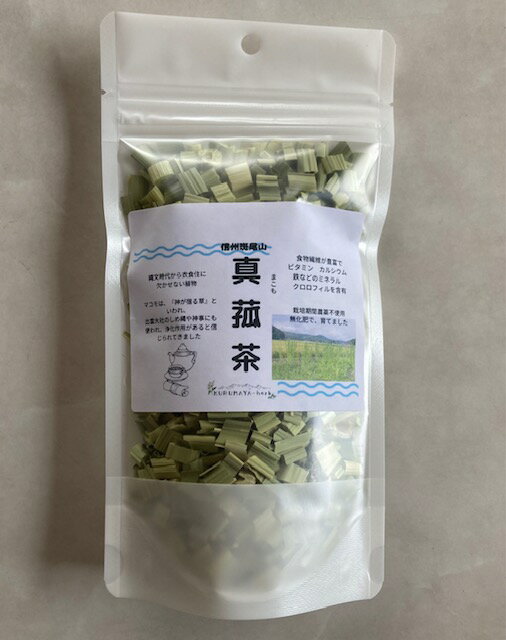 信州斑尾山
真菰茶
まこも
縄文時代から衣食住に
欠かせない植物
マコモは、「神が宿る草」と
いわれ、
出雲大社のしめ縄や神事にも
使われ、浄化作用があると信
じられてきました
食物繊維が豊富で
ビタミン カルシウム
鉄などのミネラル
クロロフィルを含有
栽培期間農薬不使用
無化肥で、育てました
KURUMAYA-herb